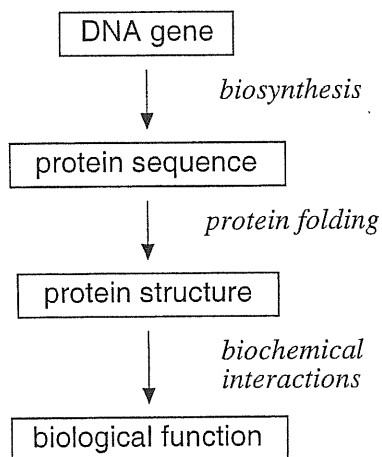 DNA gene
biosynthesis
protein sequence
protein folding
protein structure
biochemical
interactions
biological function